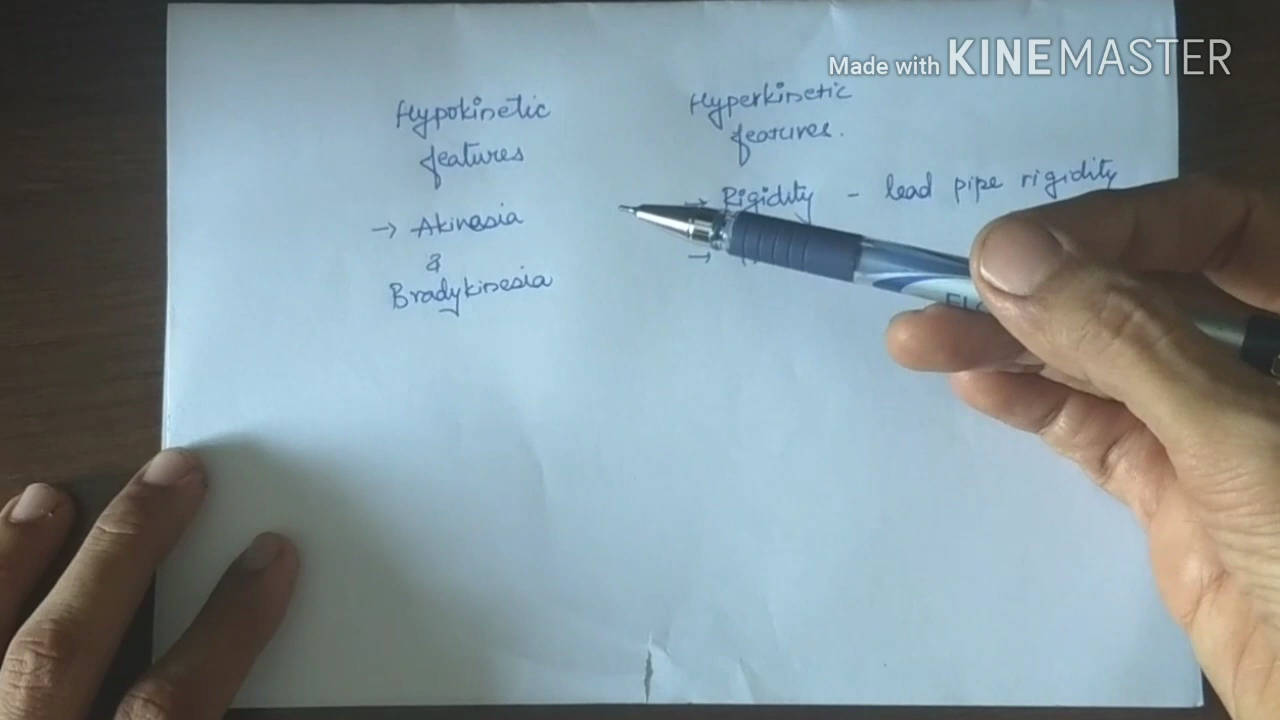 Made with KINEMASTER
Hypokinetic
features
→ Akinesia
&
Bradykinesia
Hyperkinetic
features.
→ Rigidity - lead pipe rigidity
→